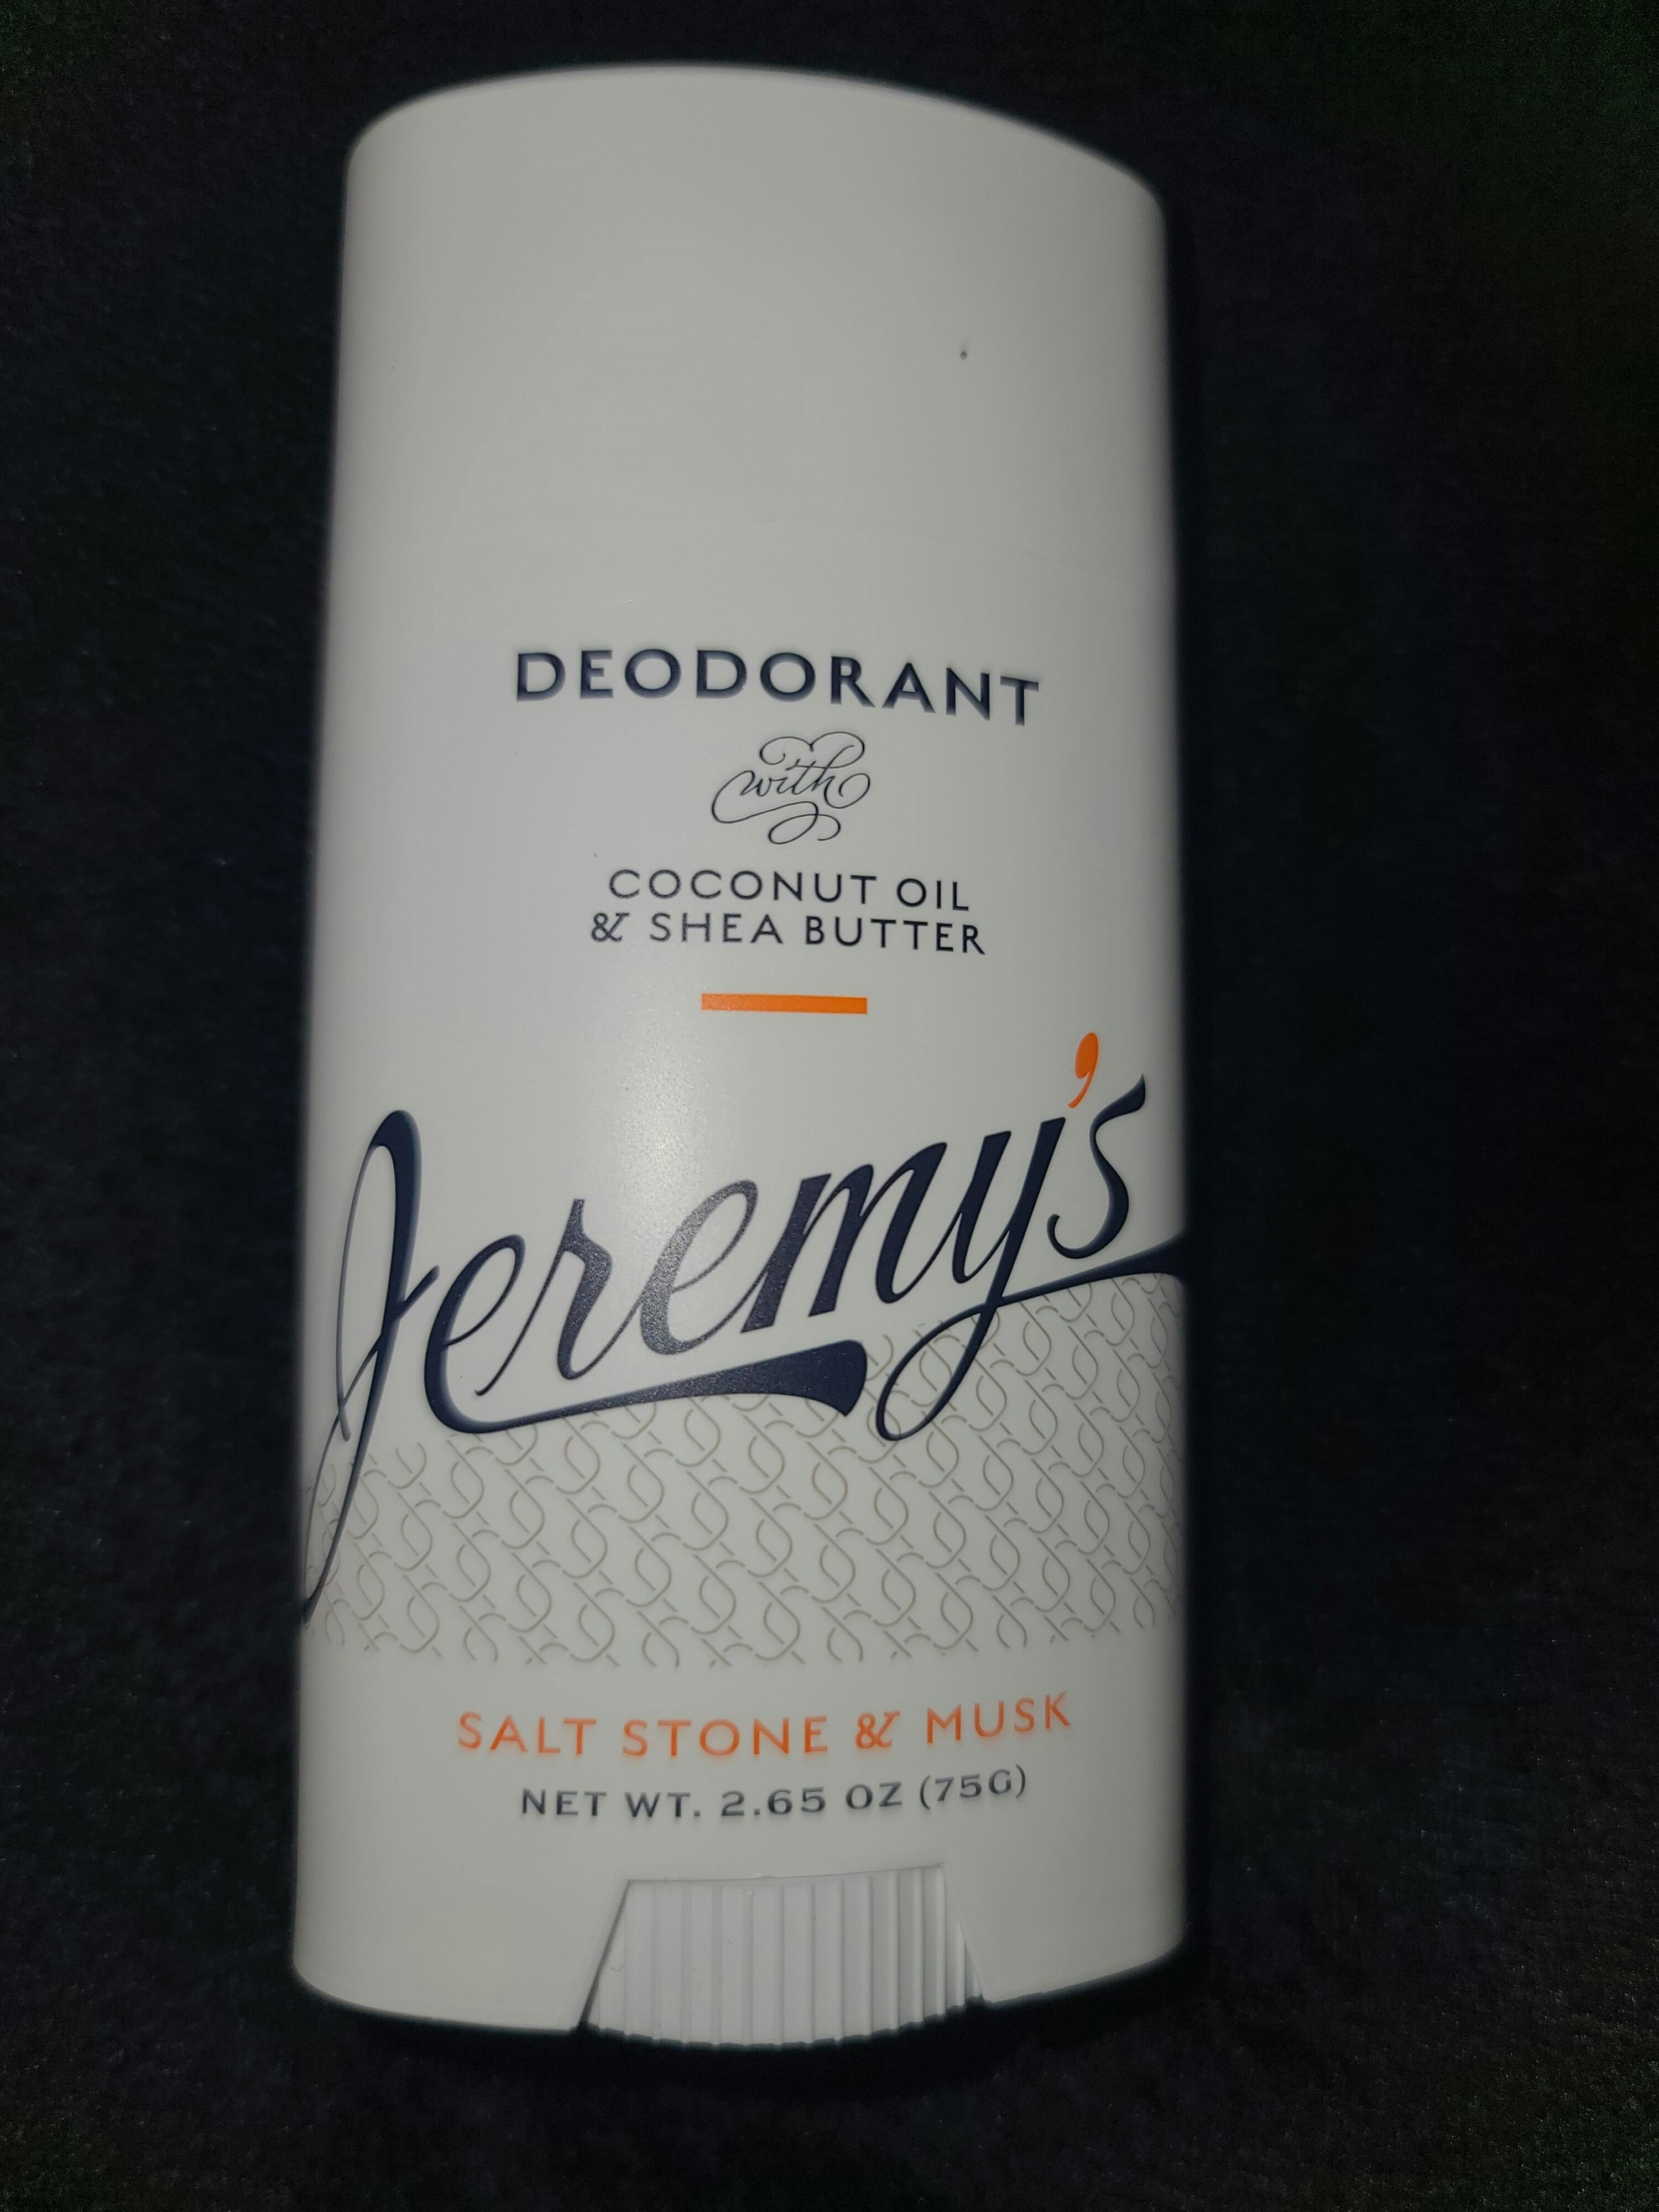 DEODORANT
with
COCONUT OIL
& SHEA BUTTER
Jeremy's
SALT STONE & MUSK
NET WT. 2.65 OZ (75G)